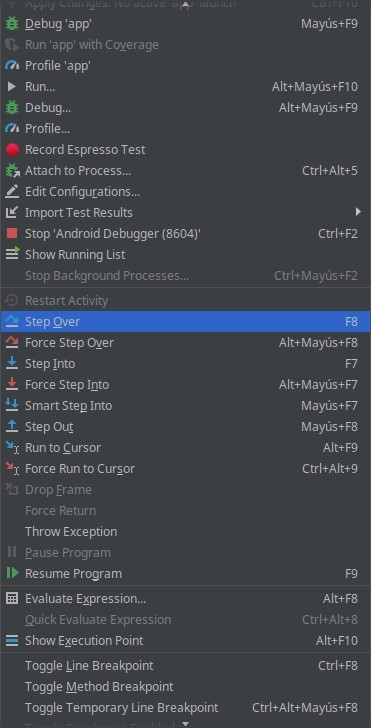 Apply Changes: No active 'app' launch Ctrl+F10
Debug 'app' Mayús+F9
Run 'app' with Coverage
Profile 'app'
Run... Alt+Mayús+F10
Debug... Alt+Mayús+F9
Profile...
Record Espresso Test
Attach to Process... Ctrl+Alt+5
Edit Configurations...
Import Test Results
Stop 'Android Debugger (8604)' Ctrl+F2
Show Running List
Stop Background Processes... Ctrl+Mayús+F2
Restart Activity
Step Over F8
Force Step Over Alt+Mayús+F8
Step Into F7
Force Step Into Alt+Mayús+F7
Smart Step Into Mayús+F7
Step Out Mayús+F8
Run to Cursor Alt+F9
Force Run to Cursor Ctrl+Alt+9
Drop Frame
Force Return
Throw Exception
Pause Program
Resume Program F9
Evaluate Expression... Alt+F8
Quick Evaluate Expression Ctrl+Alt+8
Show Execution Point Alt+F10
Toggle Line Breakpoint Ctrl+F8
Toggle Method Breakpoint
Toggle Temporary Line Breakpoint Ctrl+Alt+Mayús+F8
Toggle Breakpoint Enabled